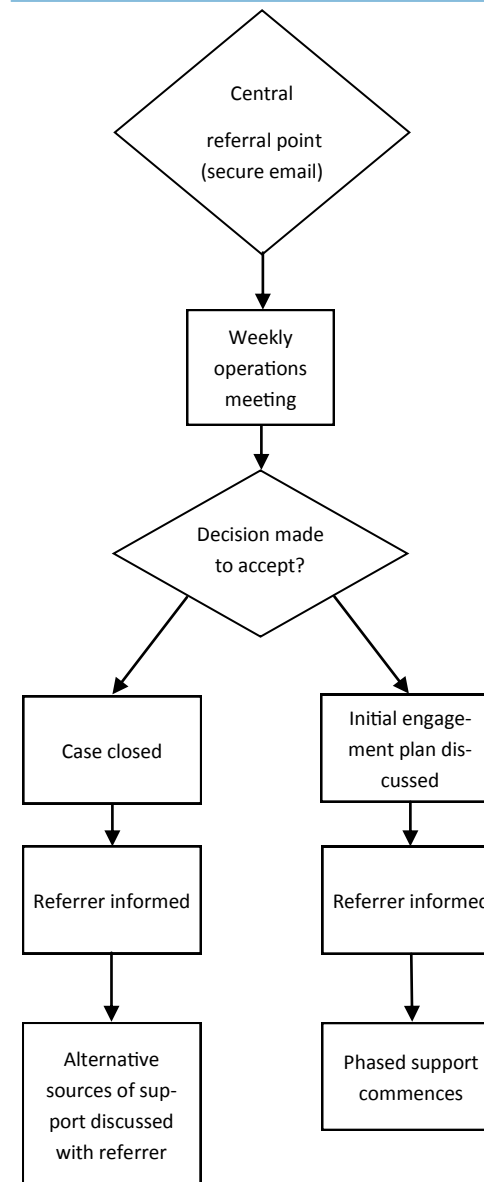 Central
referral point
(secure email)
Weekly
operations
meeting
Decision made
to accept?
Case closed
Initial engage-
ment plan dis-
cussed
Referrer informed
Referrer informed
Alternative
sources of sup-
port discussed
with referrer
Phased support
commences